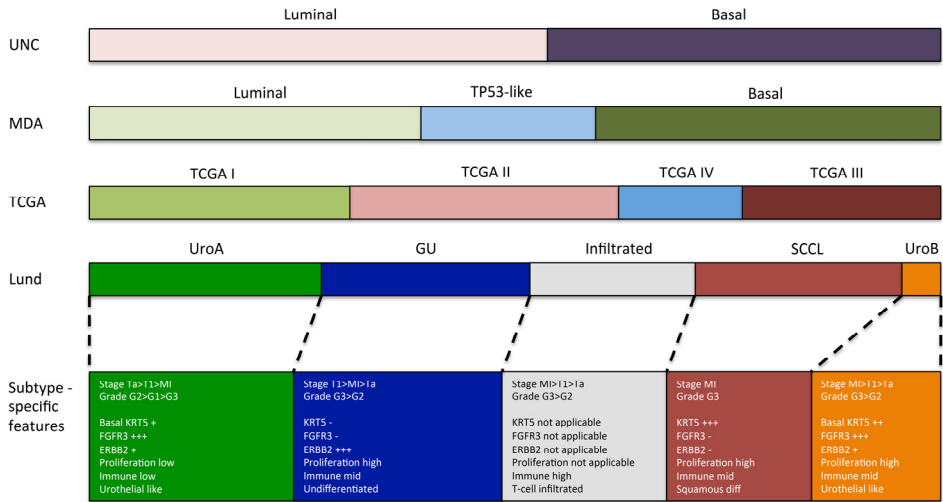 Luminal Basal
UNC
Luminal TP53-like Basal
MDA
TCGA I TCGA II TCGA IV TCGA III
TCGA
UroA GU Infiltrated SCCL UroB
Lund
Subtype -
specific
features
Stage Ta>T1>MI
Grade G2>G1>G3
Basal KRT5 +
FGFR3 +++
ERBB2 +
Proliferation low
Immune low
Urothelial like
Stage T1>MI>Ta
Grade G3>G2
KRT5 -
FGFR3 -
ERBB2 +++
Proliferation high
Immune mid
Undifferentiated
Stage MI>T1>Ta
Grade G3>G2
KRT5 not applicable
FGFR3 not applicable
ERBB2 not applicable
Proliferation not applicable
Immune high
T-cell infiltrated
Stage MI
Grade G3
KRT5 +++
FGFR3 -
ERBB2 -
Proliferation high
Immune mid
Squamous diff
Stage MI>T1>Ta
Grade G3>G2
Basal KRT5 ++
FGFR3 +++
ERBB2 +
Proliferation high
Immune mid
Urothelial like